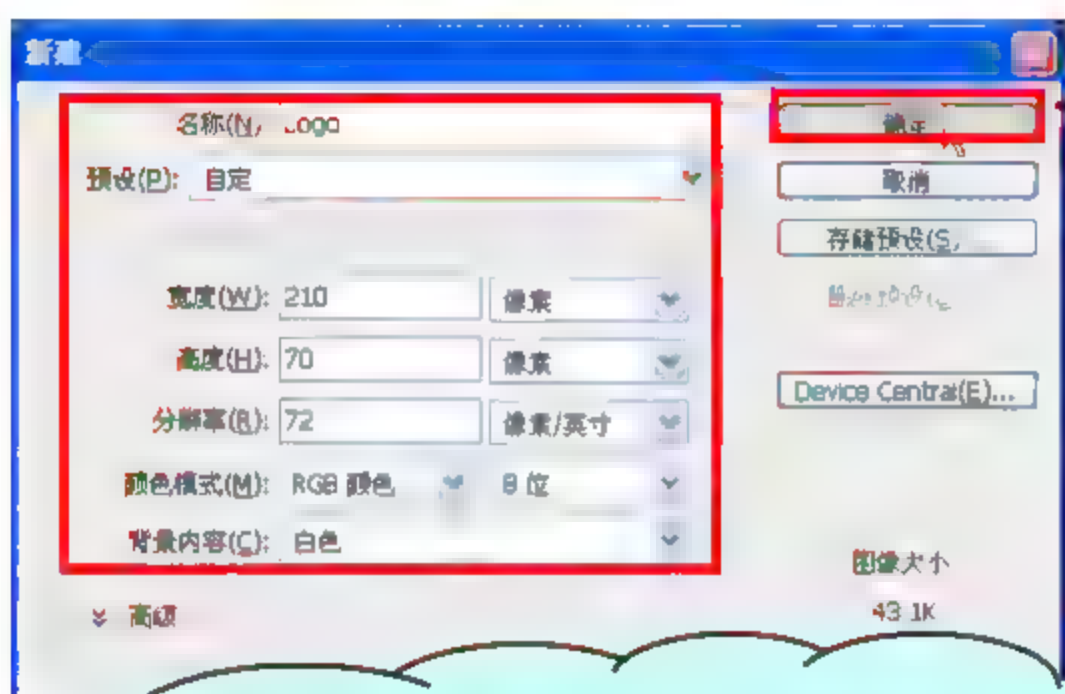 新建
名称(N) Logo
确定
预设(P): 自定
取消
存储预设(S)
宽度(W): 210 像素
高度(H): 70 像素
Device Central(E)...
分辨率(R): 72 像素/英寸
颜色模式(M): RGB 颜色 8 位
背景内容(C): 白色
图像大小
高级
43.1K